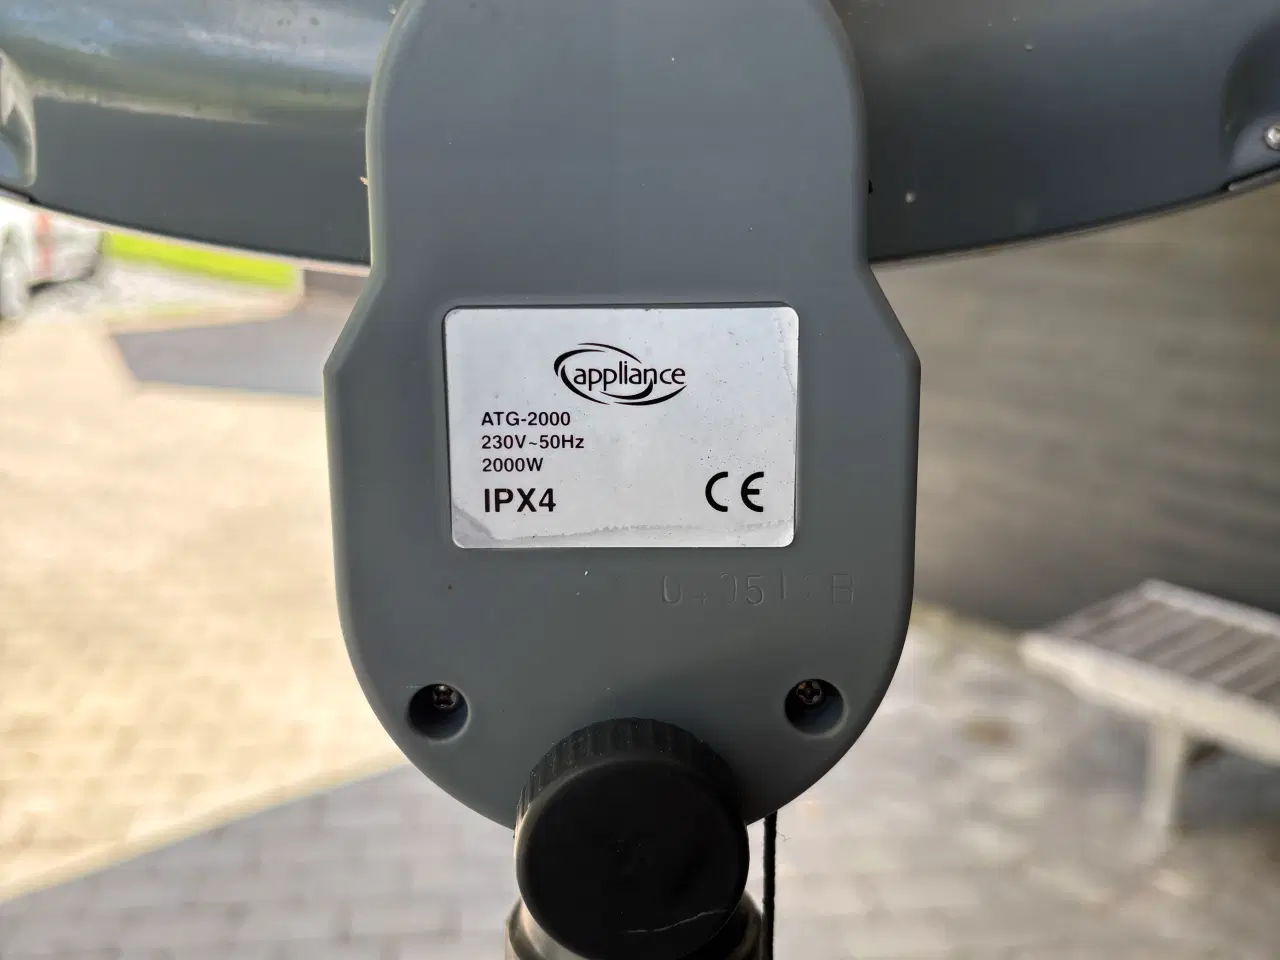 appliance
ATG-2000
230V~50Hz
2000W
IPX4
CE